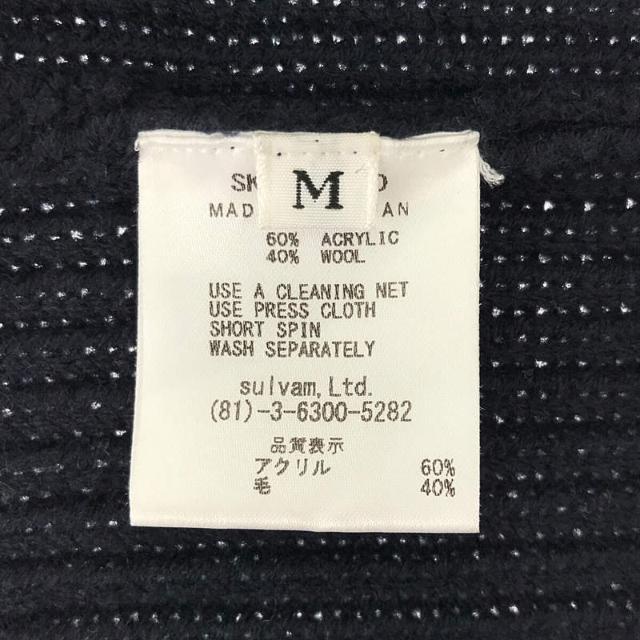 M
60% ACRYLIC
40% WOOL
USE A CLEANING NET
USE PRESS CLOTH
SHORT SPIN
WASH SEPARATELY
sulvam, Ltd.
(81)-3-6300-5282
品質表示
アクリル 60%
毛 40%